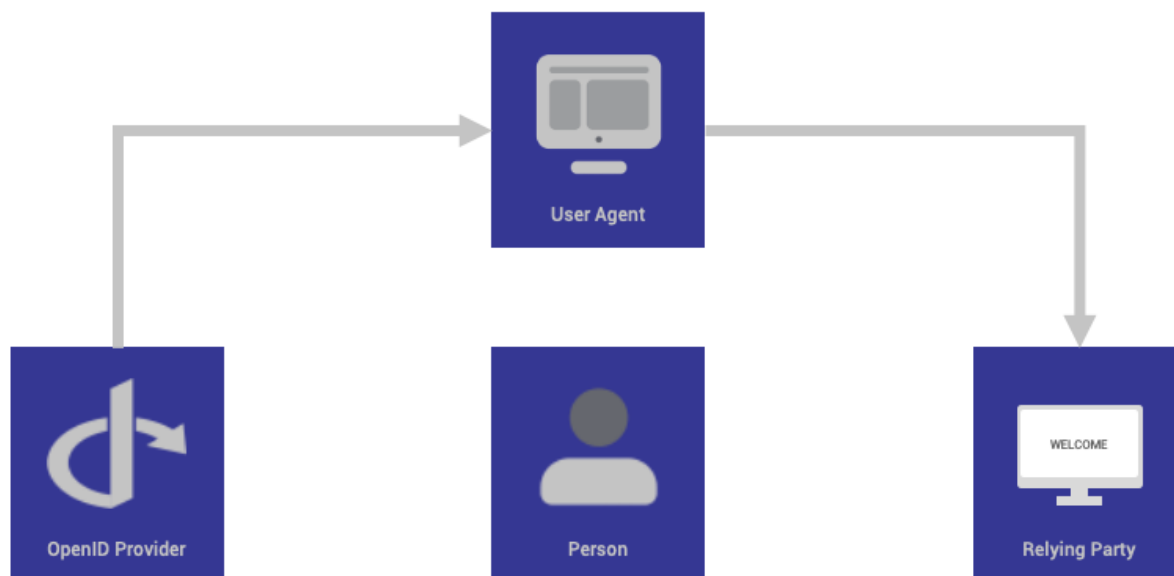 User Agent
WELCOME
OpenID Provider
Person
Relying Party